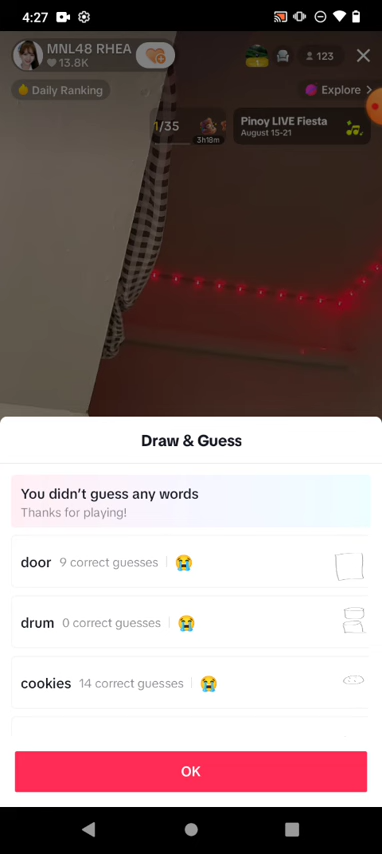 4:27
MNL48 RHEA
13.8K
123
Daily Ranking
Explore
1/35
3h18m
Pinoy LIVE Fiesta
August 15-21
Draw & Guess
You didn't guess any words
Thanks for playing!
door 9 correct guesses
drum 0 correct guesses
cookies 14 correct guesses
OK